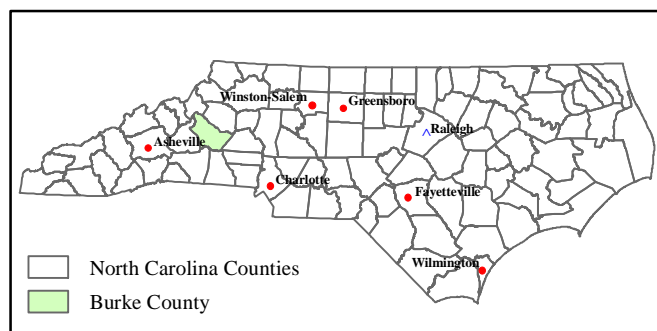 Winston-Salem
Greensboro
Raleigh
Asheville
Charlotte
Fayetteville
Wilmington
North Carolina Counties
Burke County